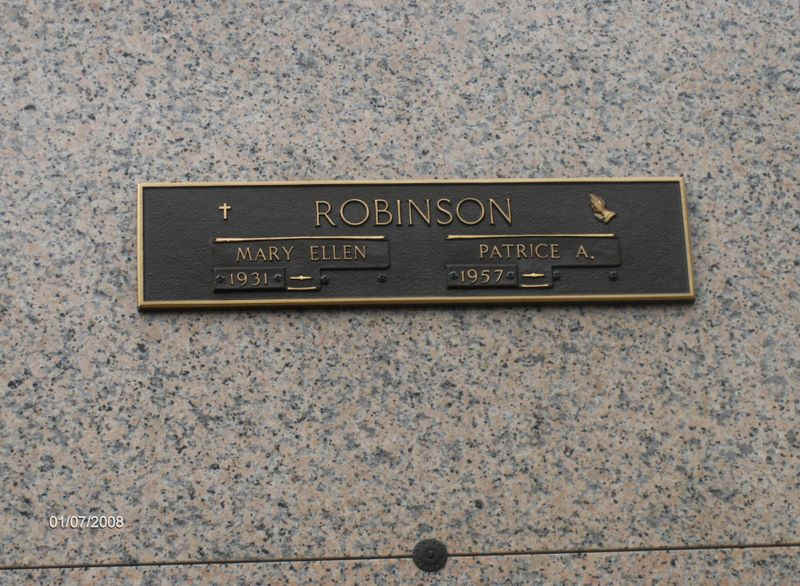 ROBINSON
MARY ELLEN PATRICE A.
1931 1957
01/07/2008